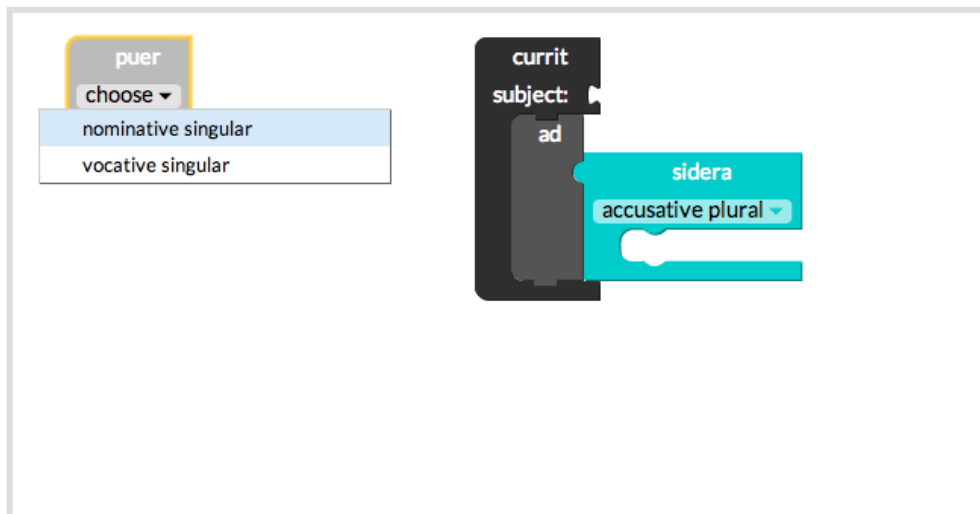 puer
choose
nominative singular
vocative singular
currit
subject:
ad
sidera
accusative plural